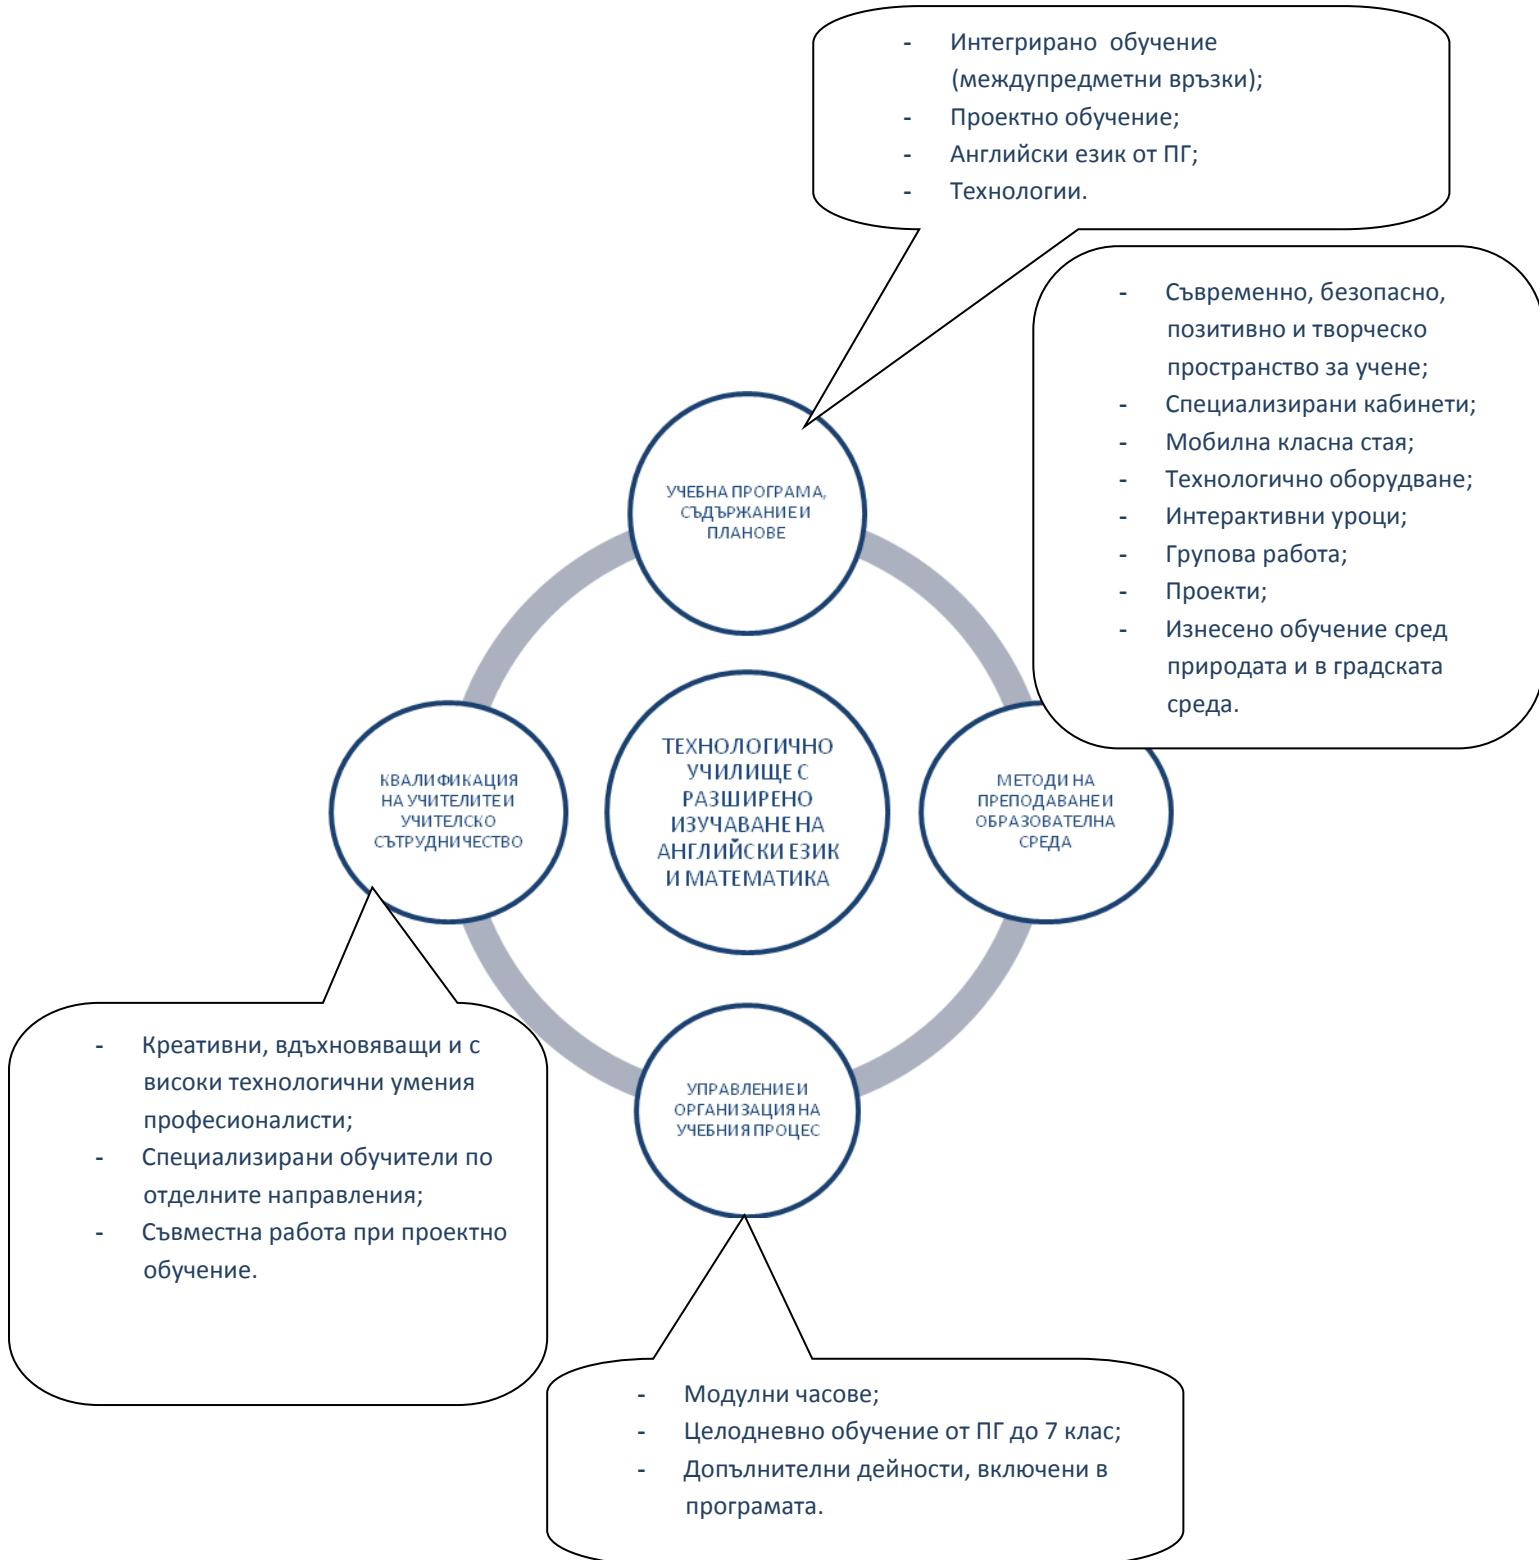 - Интегрирано обучение
(междупредметни връзки);
- Проектно обучение;
- Английски език от ПГ;
- Технологии.
- Съвременно, безопасно,
позитивно и творческо
пространство за учене;
- Специализирани кабинети;
- Мобилна класна стая;
- Технологично оборудване;
- Интерактивни уроци;
- Групова работа;
- Проекти;
- Изнесено обучение сред
природата и в градската
среда.
УЧЕБНА ПРОГРАМА,
СЪДЪРЖАНИЕ И
ПЛАНОВЕ
КВАЛИФИКАЦИЯ
НА УЧИТЕЛИТЕ И
УЧИТЕЛСКО
СЪТРУДНИЧЕСТВО
ТЕХНОЛОГИЧНО
УЧИЛИЩЕ С
РАЗШИРЕНО
ИЗУЧАВАНЕ НА
АНГЛИЙСКИ ЕЗИК
И МАТЕМАТИКА
МЕТОДИ НА
ПРЕПОДАВАНЕ И
ОБРАЗОВАТЕЛНА
СРЕДА
УПРАВЛЕНИЕ И
ОРГАНИЗАЦИЯ НА
УЧЕБНИЯ ПРОЦЕС
- Креативни, вдъхновяващи и с
високи технологични умения
професионалисти;
- Специализирани обучители по
отделните направления;
- Съвместна работа при проектно
обучение.
- Модулни часове;
- Целодневно обучение от ПГ до 7 клас;
- Допълнителни дейности, включени в
програмата.